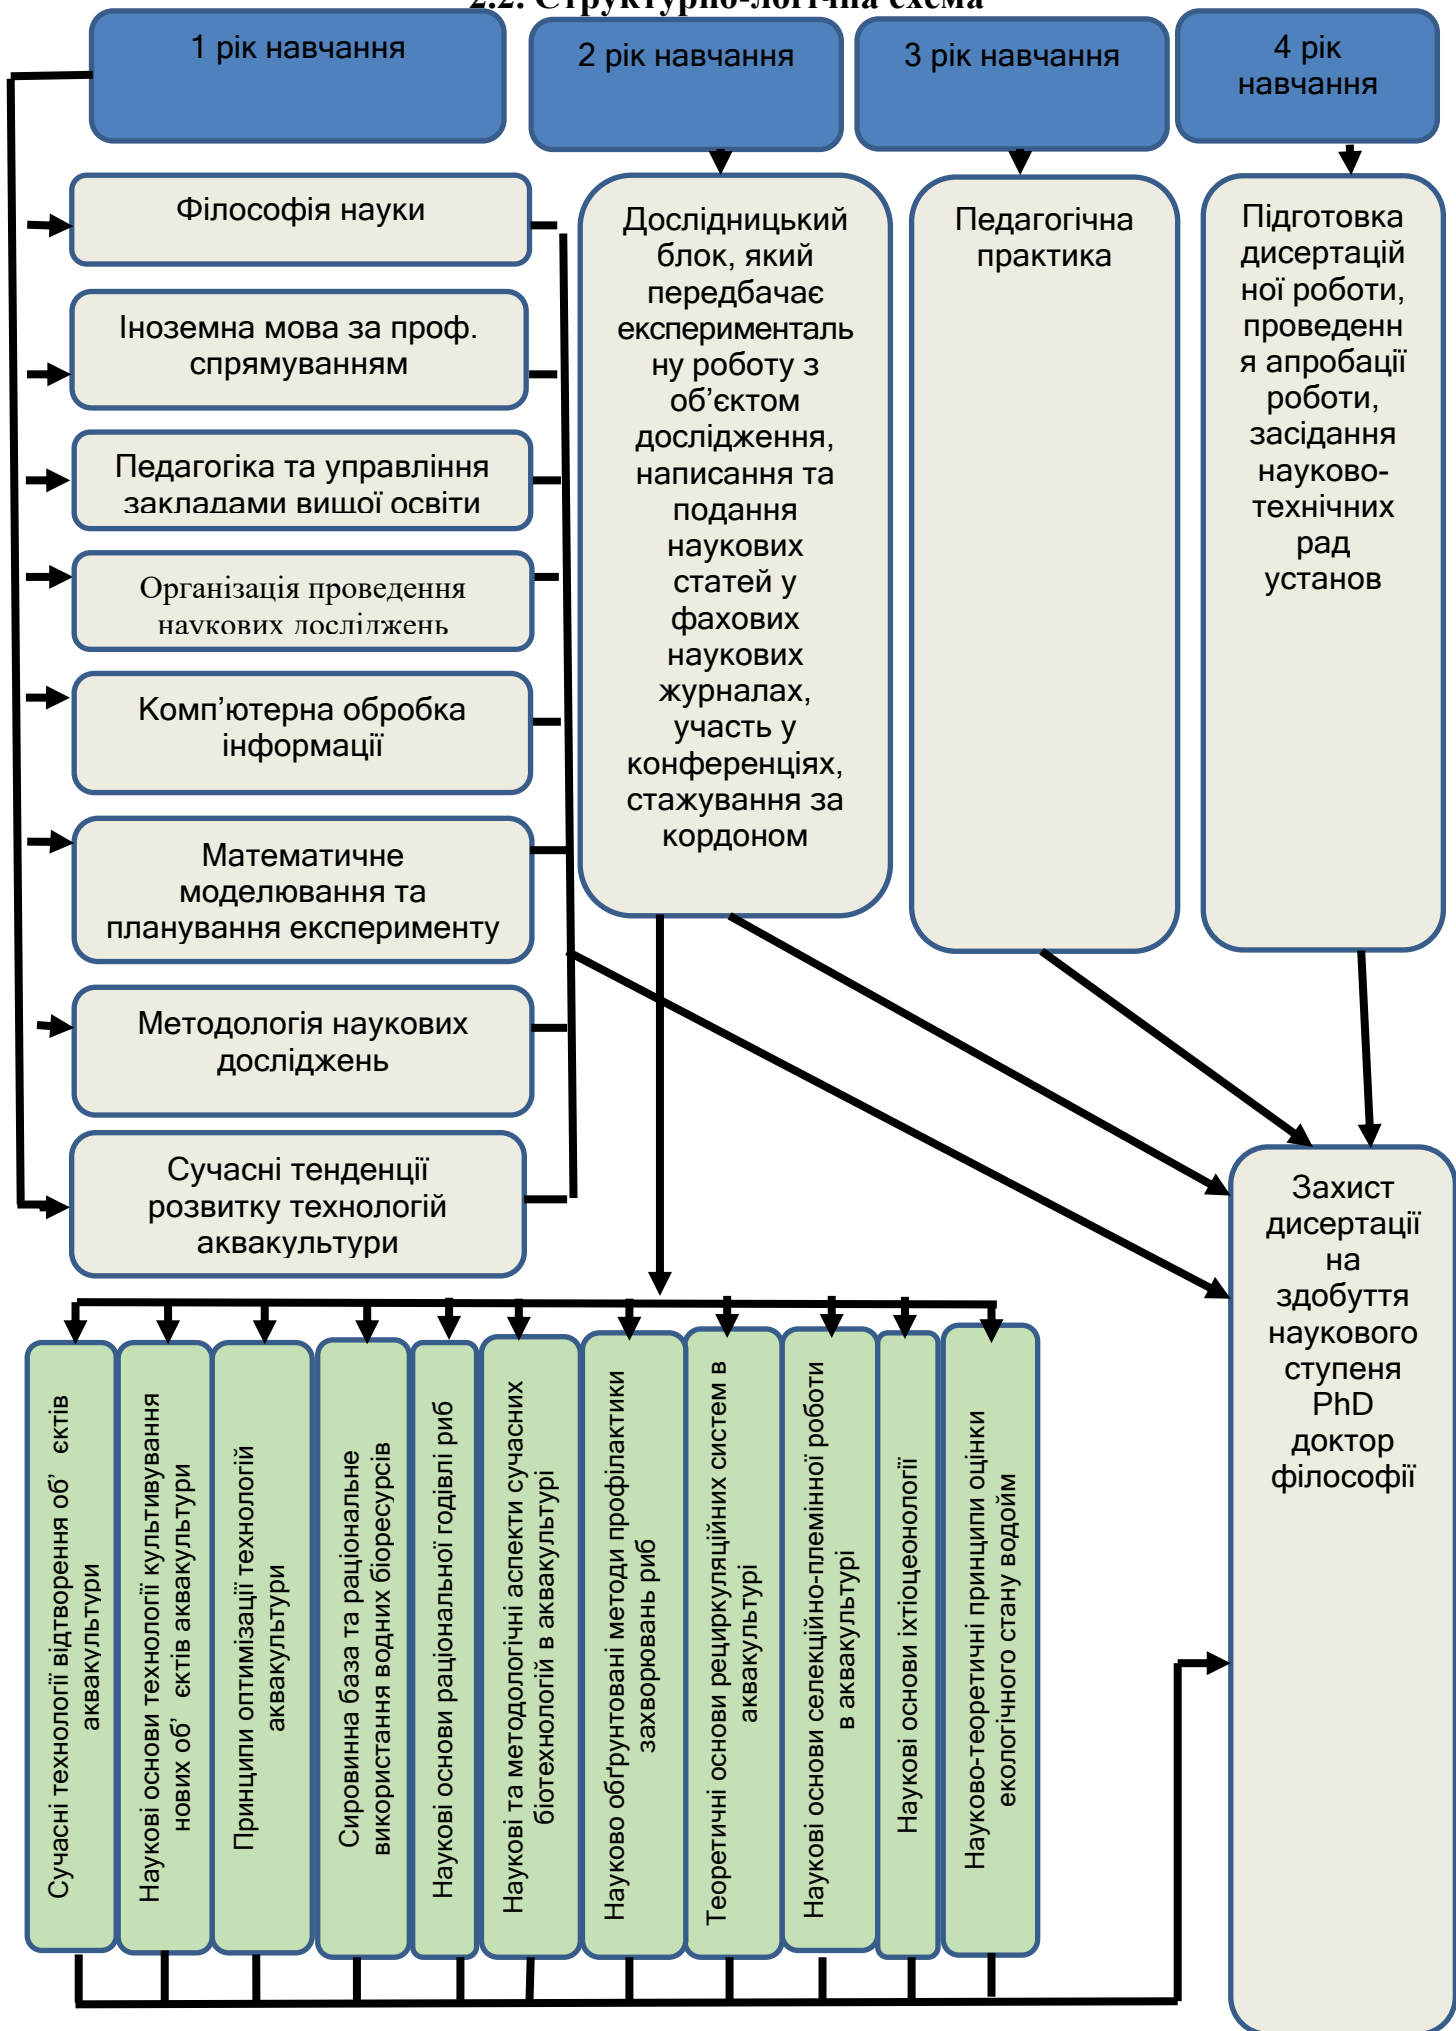 2.2. Структурно-логічна схема
1 рік навчання
2 рік навчання
3 рік навчання
4 рік
навчання
Філософія науки
Іноземна мова за проф.
спрямуванням
Педагогіка та управління
закладами вищої освіти
Організація проведення
наукових досліджень
Комп’ютерна обробка
інформації
Математичне
моделювання та
планування експерименту
Методологія наукових
досліджень
Сучасні тенденції
розвитку технологій
аквакультури
Дослідницький
блок, який
передбачає
експерименталь
ну роботу з
об’єктом
дослідження,
написання та
подання
наукових
статей у
фахових
наукових
журналах,
участь у
конференціях,
стажування за
кордоном
Педагогічна
практика
Підготовка
дисертацій
ної роботи,
проведенн
я апробації
роботи,
засідання
науково-
технічних
рад
установ
Захист
дисертації
на
здобуття
наукового
ступеня
PhD
доктор
філософії
Сучасні технології відтворення об’ єктів
аквакультури
Наукові основи технології культивування
нових об’ єктів аквакультури
Принципи оптимізації технологій
аквакультури
Сировинна база та раціональне
використання водних біоресурсів
Наукові основи раціональної годівлі риб
Наукові та методологічні аспекти сучасних
біотехнологій в аквакультурі
Науково обґрунтовані методи профілактики
захворювань риб
Теоретичні основи рециркуляційних систем в
аквакультурі
Наукові основи селекційно-племінної роботи
в аквакультурі
Наукові основи іхтіоценології
Науково-теоретичні принципи оцінки
екологічного стану водойм